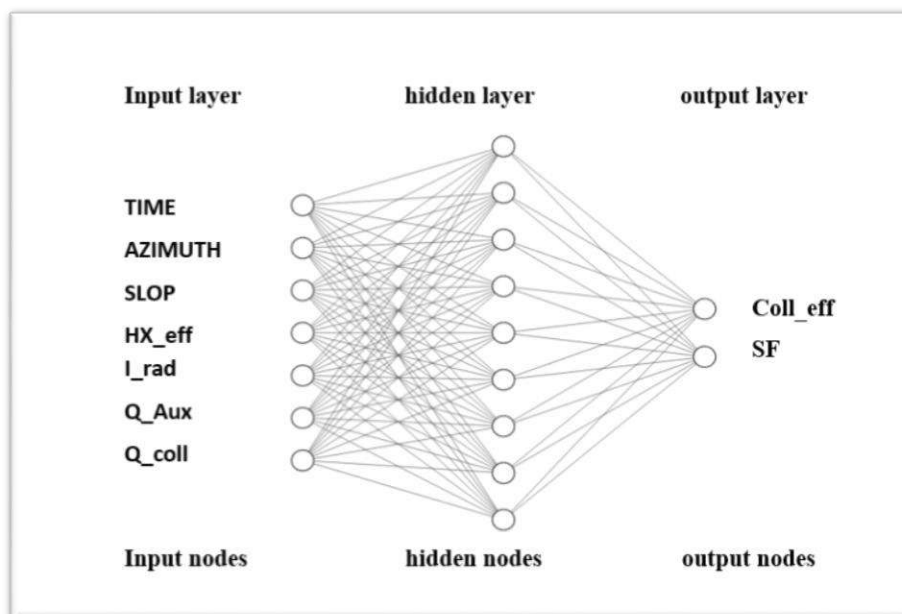 Input layer hidden layer output layer
TIME
AZIMUTH
SLOP
HX_eff
I_rad
Q_Aux
Q_coll
Coll_eff
SF
Input nodes hidden nodes output nodes